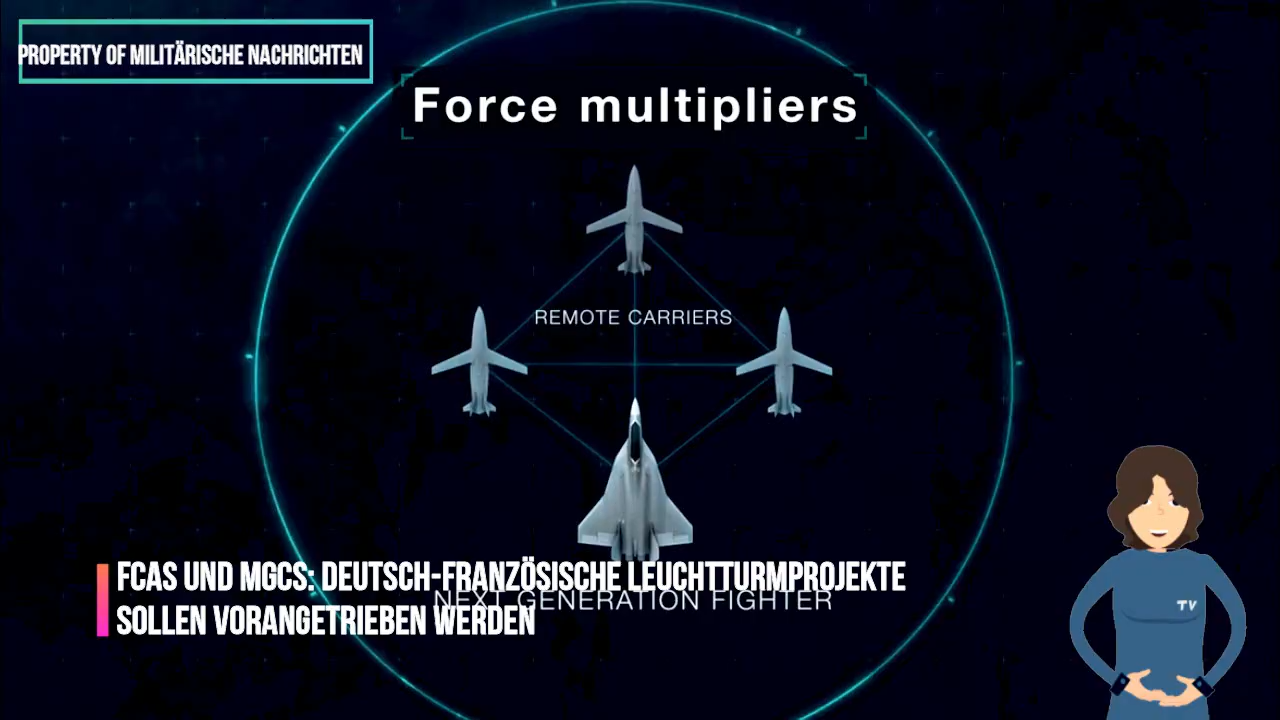 PROPERTY OF MILITÄRISCHE NACHRICHTEN
Force multipliers
REMOTE CARRIERS
FCAS UND MGCS: DEUTSCH-FRANZÖSISCHE LEUCHTTURMPROJEKTE
SOLLEN VORANGETRIEBEN WERDEN
NEXT GENERATION FIGHTER
TV